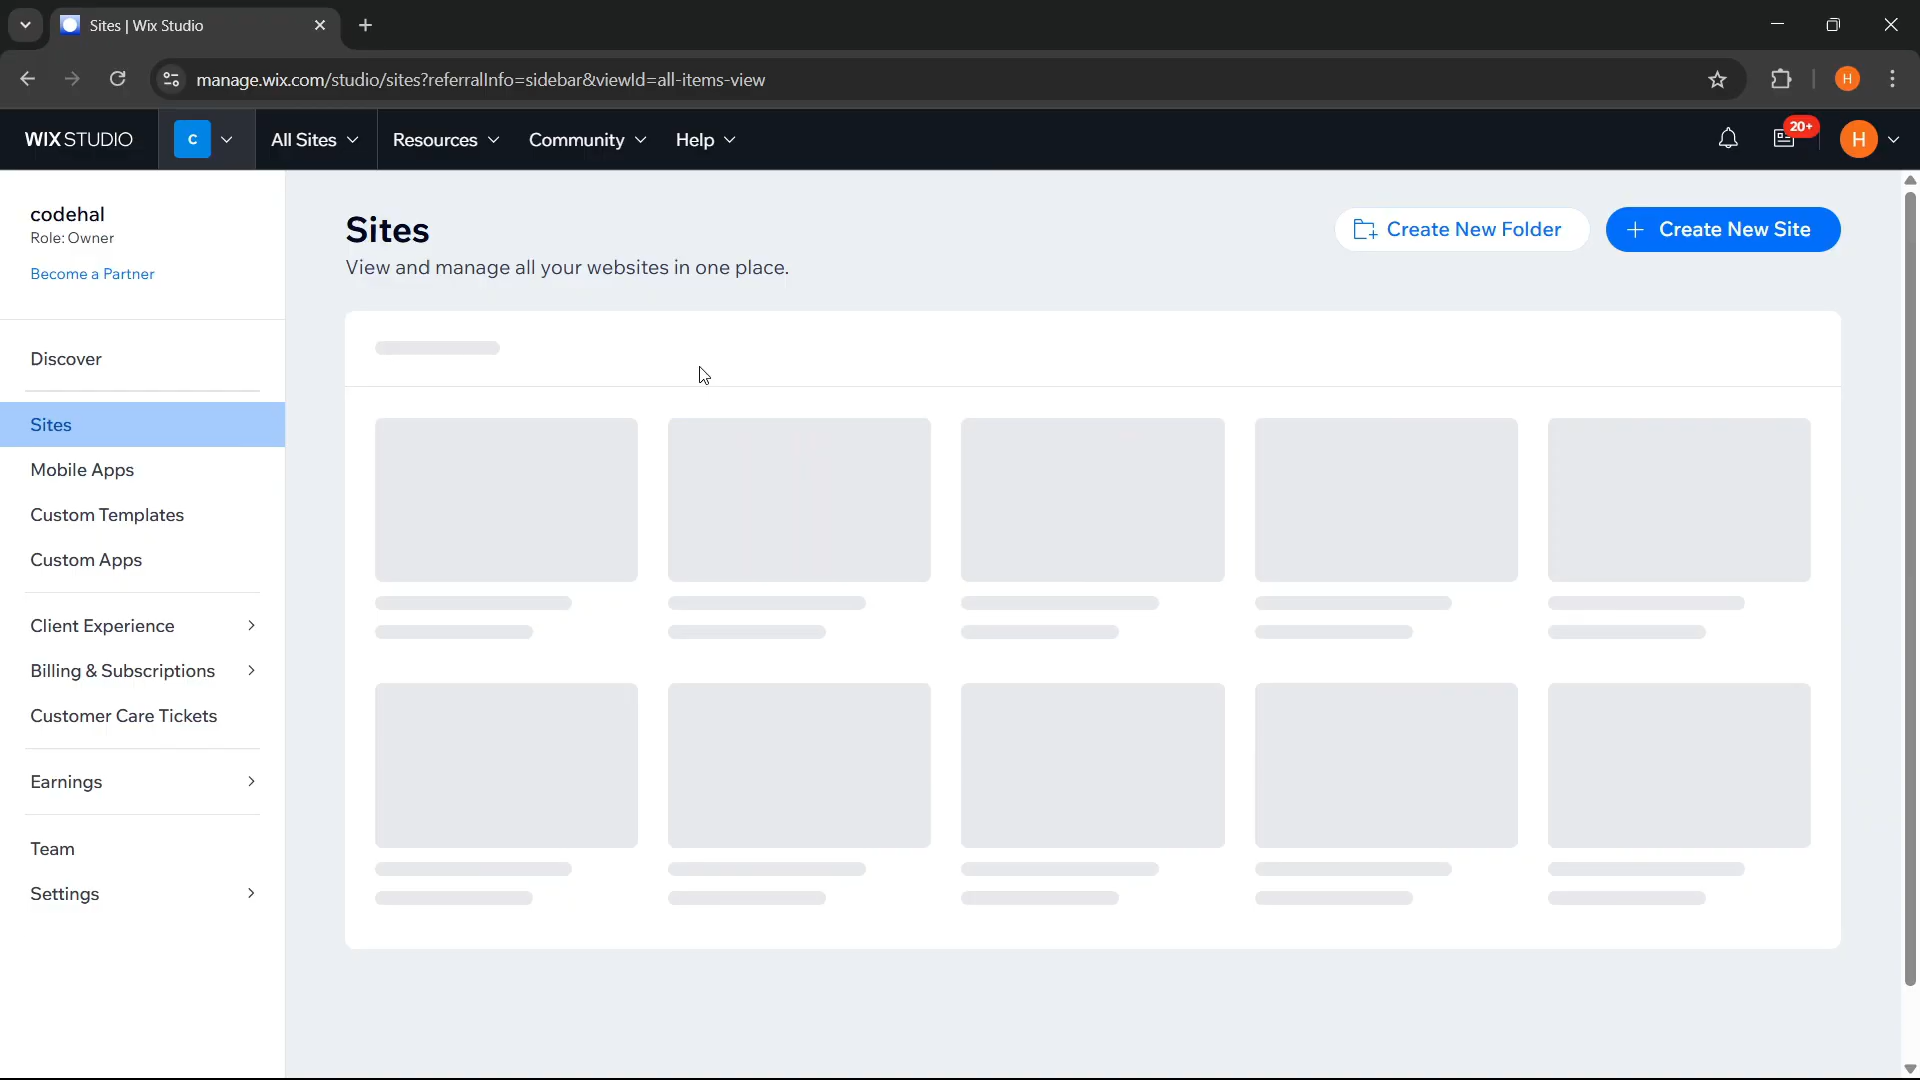 Sites | Wix Studio
manage.wix.com/studio/sites?referralInfo=sidebar&viewId=all-items-view
H
WIX STUDIO
C
All Sites
Resources
Community
Help
20+
H
codehal
Role: Owner
Become a Partner
Discover
Sites
Mobile Apps
Custom Templates
Custom Apps
Client Experience
Billing & Subscriptions
Customer Care Tickets
Earnings
Team
Settings
Sites
View and manage all your websites in one place.
Create New Folder
Create New Site